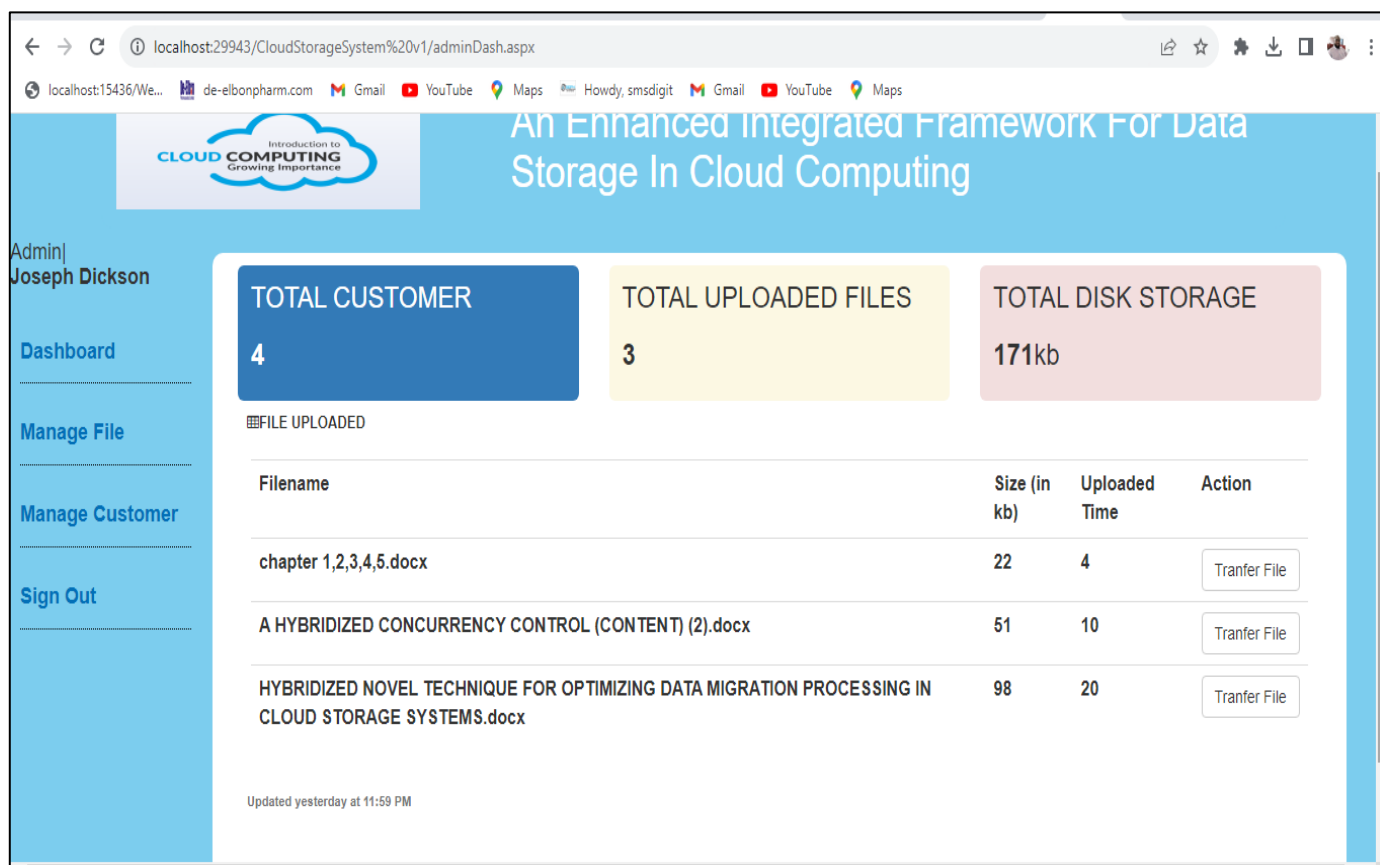 localhost:29943/CloudStorageSystem%20v1/adminDash.aspx
localhost:15436/We... de-elbonpharm.com Gmail YouTube Maps Howdy, smsdigit Gmail YouTube Maps
Introduction to
CLOUD COMPUTING
Growing Importance
An Enhanced Integrated Framework For Data
Storage In Cloud Computing
Admin|
Joseph Dickson
Dashboard
Manage File
Manage Customer
Sign Out
TOTAL CUSTOMER
4
TOTAL UPLOADED FILES
3
TOTAL DISK STORAGE
171kb
FILE UPLOADED
Filename Size (in Uploaded Action
kb) Time
chapter 1,2,3,4,5.docx 22 4 Tranfer File
A HYBRIDIZED CONCURRENCY CONTROL (CONTENT) (2).docx 51 10 Tranfer File
HYBRIDIZED NOVEL TECHNIQUE FOR OPTIMIZING DATA MIGRATION PROCESSING IN 98 20 Tranfer File
CLOUD STORAGE SYSTEMS.docx
Updated yesterday at 11:59 PM